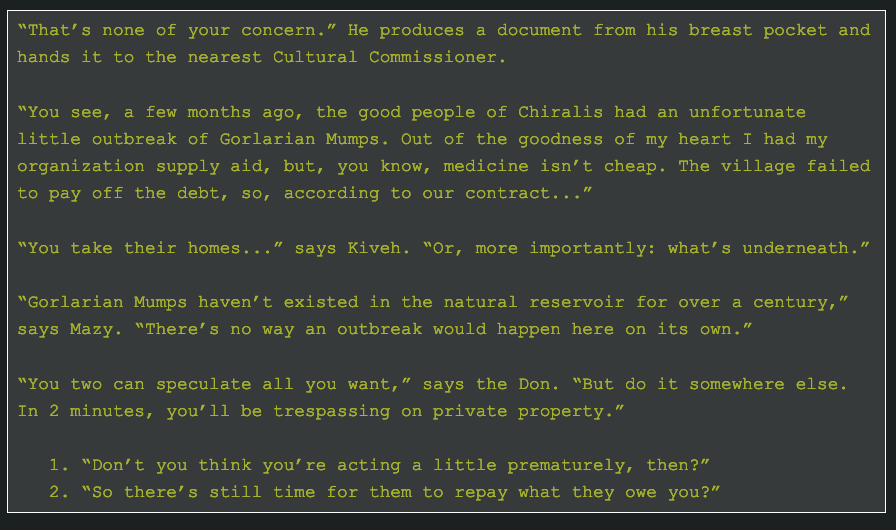 “That’s none of your concern.” He produces a document from his breast pocket and
hands it to the nearest Cultural Commissioner.
“You see, a few months ago, the good people of Chiralis had an unfortunate
little outbreak of Gorlarian Mumps. Out of the goodness of my heart I had my
organization supply aid, but, you know, medicine isn’t cheap. The village failed
to pay off the debt, so, according to our contract...”
“You take their homes...” says Kiveh. “Or, more importantly: what’s underneath.”
“Gorlarian Mumps haven’t existed in the natural reservoir for over a century,”
says Mazy. “There’s no way an outbreak would happen here on its own.”
“You two can speculate all you want,” says the Don. “But do it somewhere else.
In 2 minutes, you’ll be trespassing on private property.”
1. “Don’t you think you’re acting a little prematurely, then?”
2. “So there’s still time for them to repay what they owe you?”